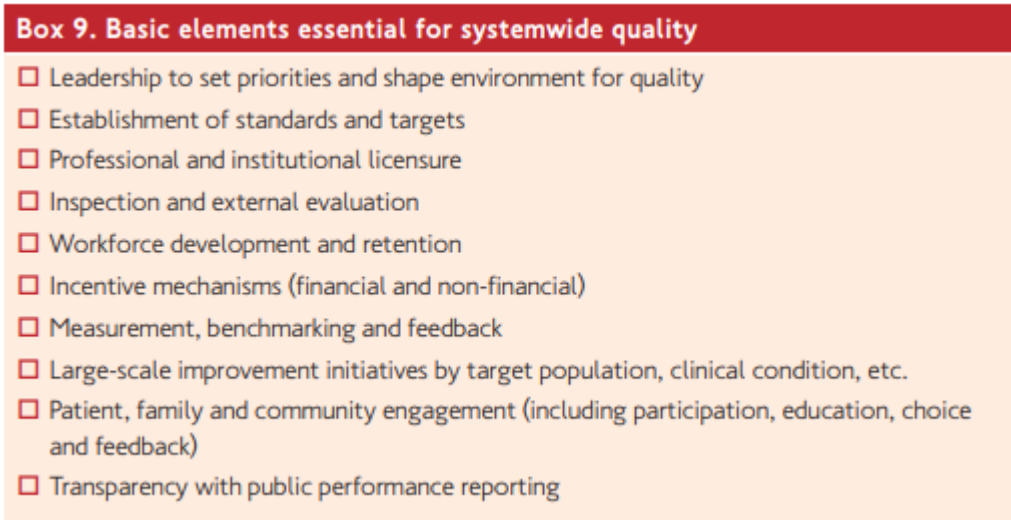 Box 9. Basic elements essential for systemwide quality
Leadership to set priorities and shape environment for quality
Establishment of standards and targets
Professional and institutional licensure
Inspection and external evaluation
Workforce development and retention
Incentive mechanisms (financial and non-financial)
Measurement, benchmarking and feedback
Large-scale improvement initiatives by target population, clinical condition, etc.
Patient, family and community engagement (including participation, education, choice
and feedback)
Transparency with public performance reporting